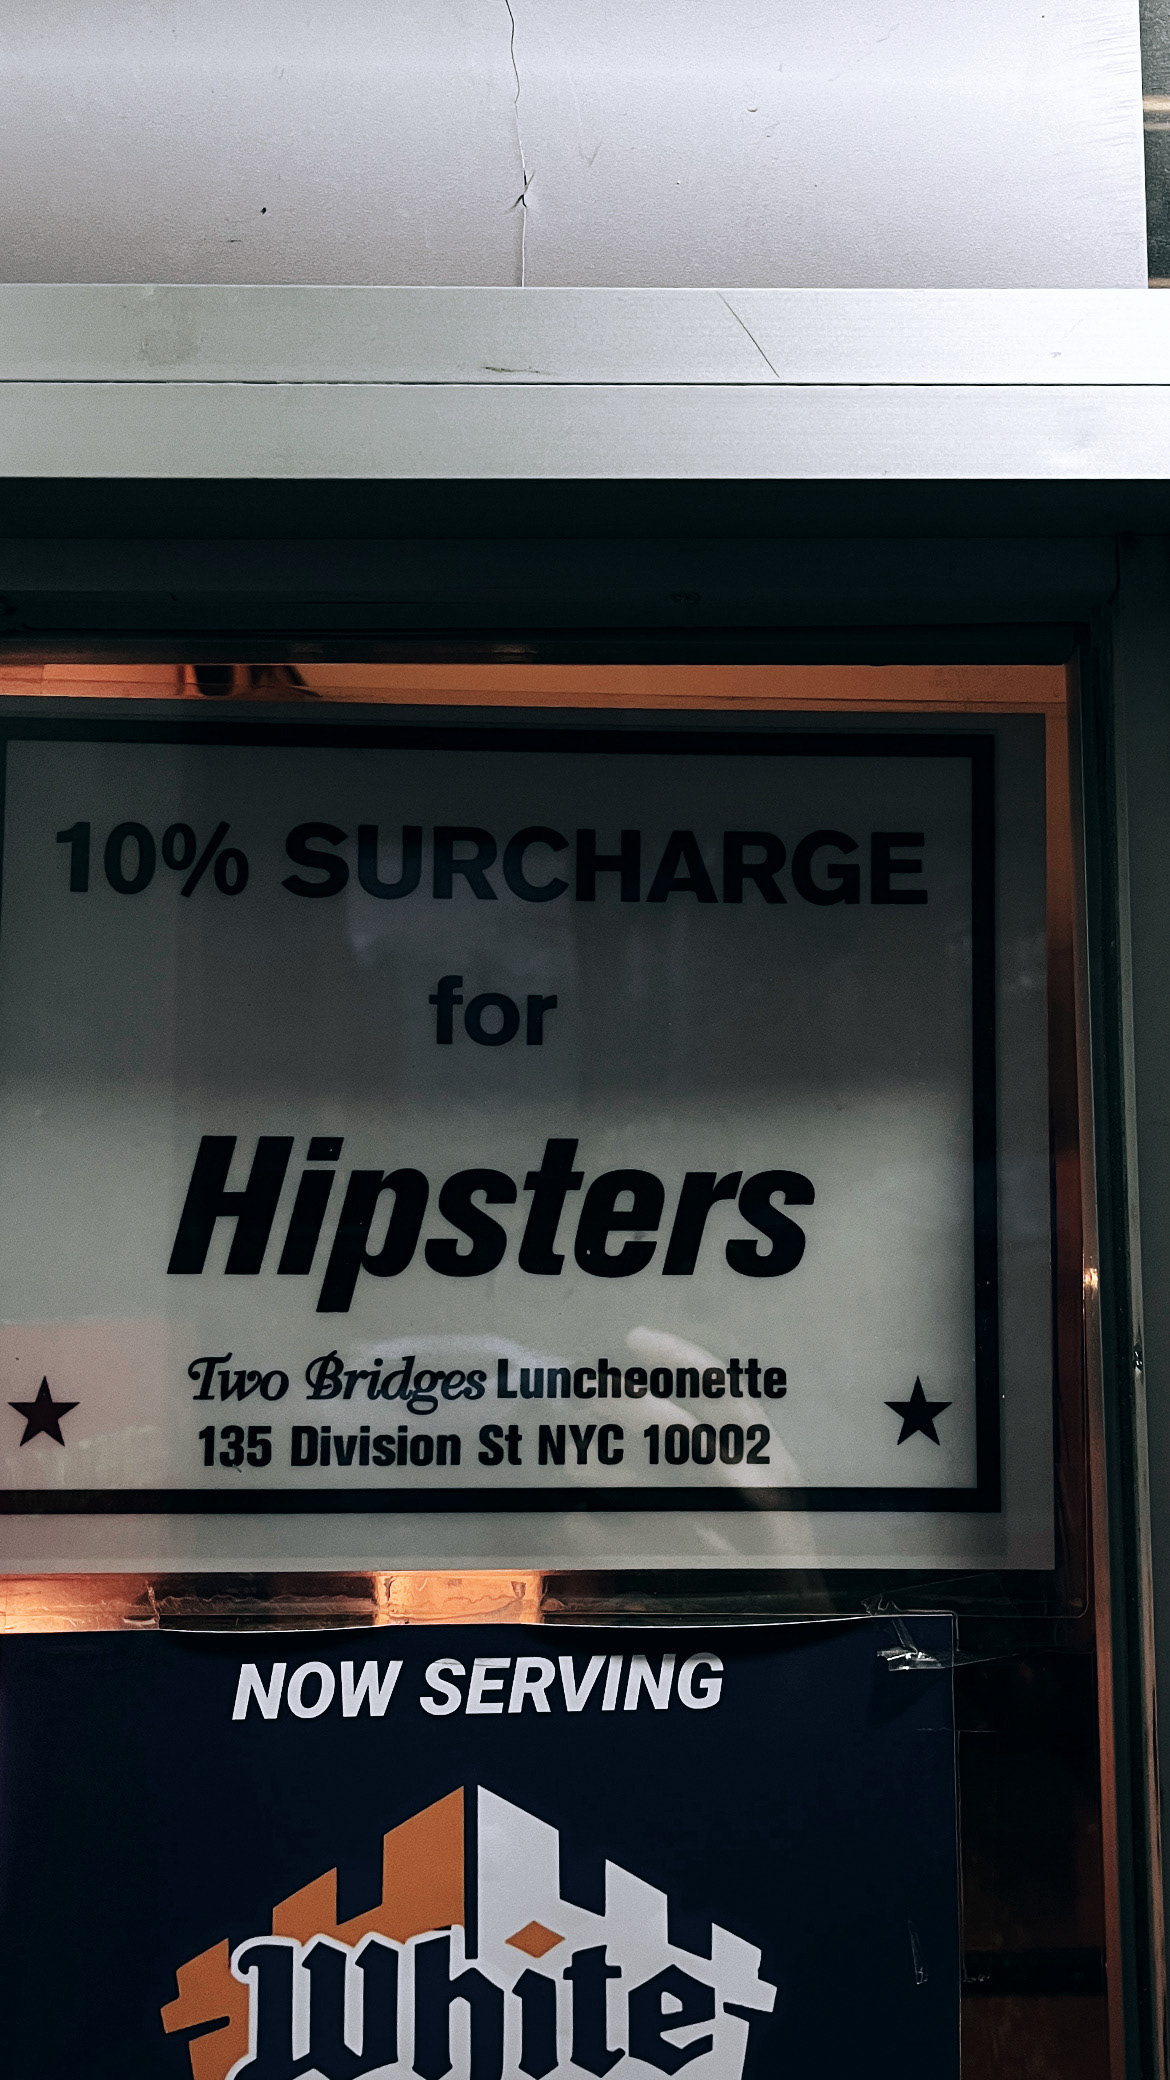 10% SURCHARGE
for
Hipsters
Two Bridges Luncheonette
135 Division St NYC 10002
NOW SERVING
White